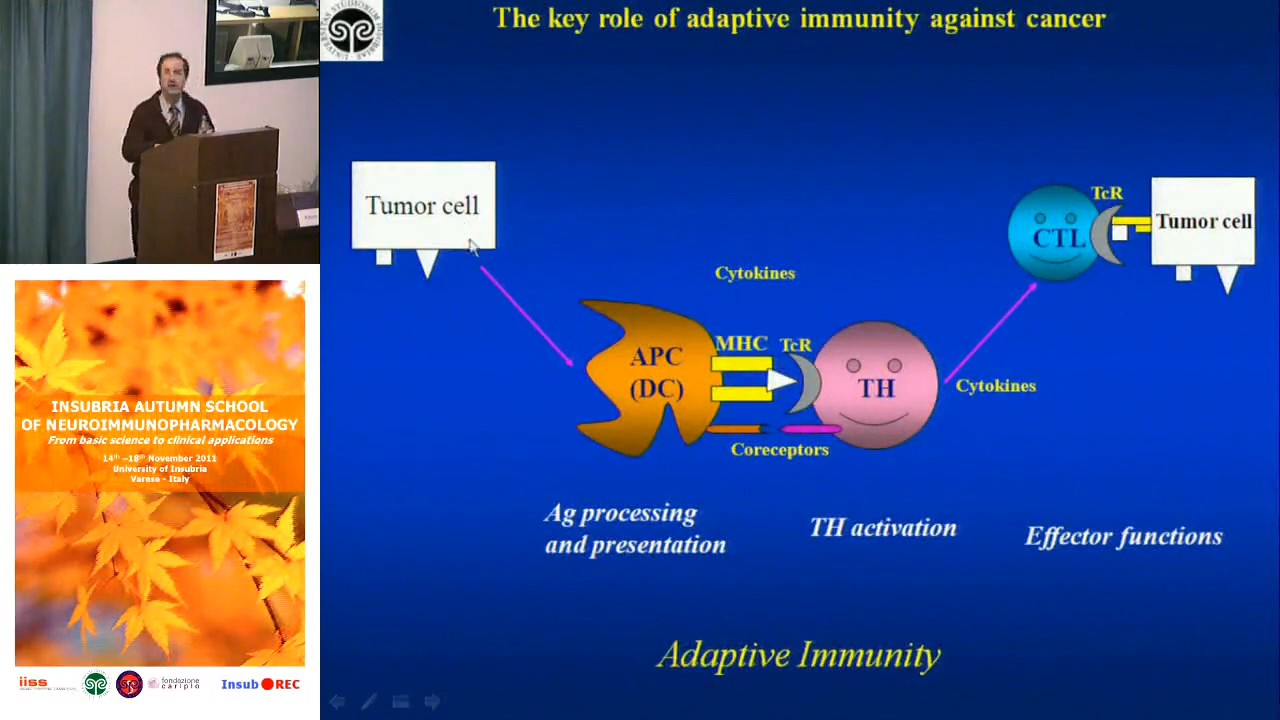 The key role of adaptive immunity against cancer
Tumor cell
Cytokines
APC
(DC)
MHC
TcR
TH
Coreceptors
Cytokines
TcR
CTL
Tumor cell
Ag processing
and presentation
TH activation
Effector functions
Adaptive Immunity
INSUBRIA AUTUMN SCHOOL
OF NEUROIMMUNOPHARMACOLOGY
From basic science to clinical applications
14th –18th November 2011
University of Insubria
Varese - Italy
iiss
fondazione
cariplo
Insub REC